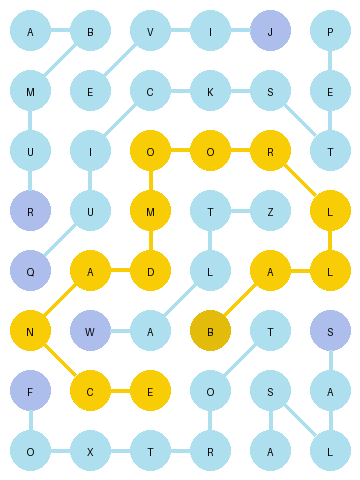 A B V I J P
M E C K S E
U I O O R T
R U M T Z L
Q A D L A L
N W A B T S
F C E O S A
O X T R A L